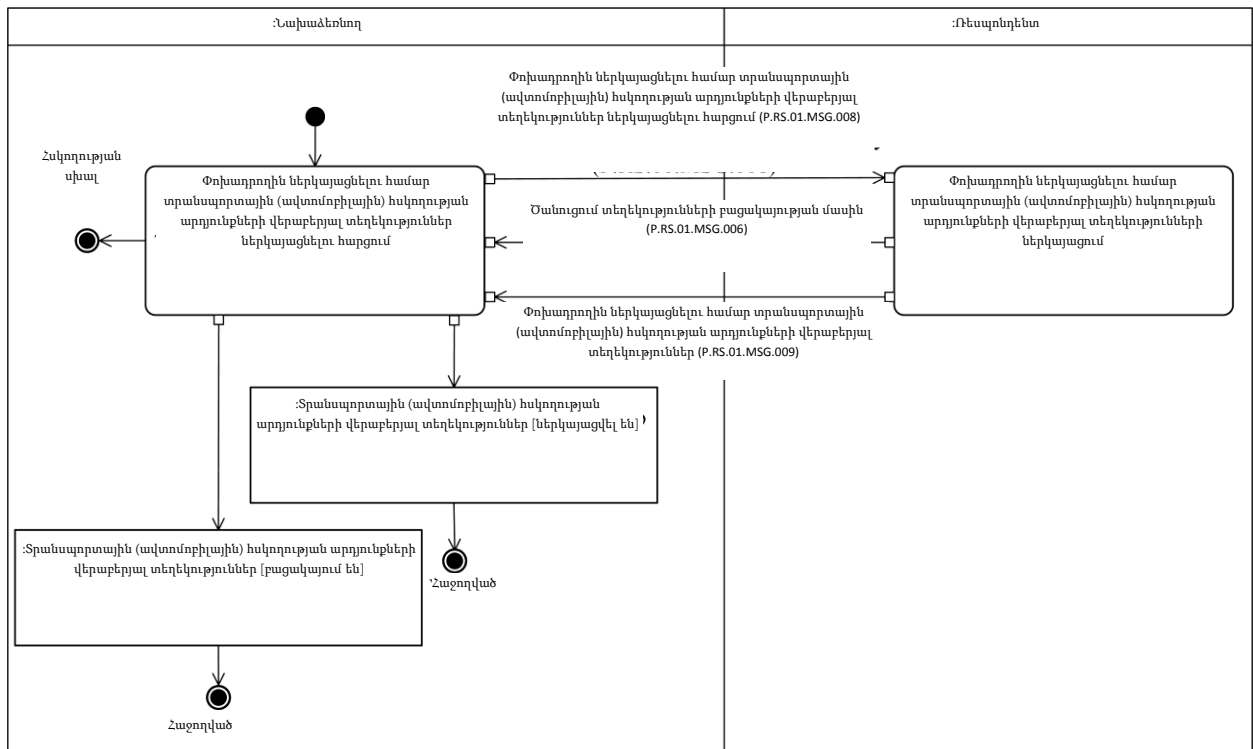 :Նախաձեռնող
:Ռեսպոնդենտ
Փոխադրողին ներկայացնելու համար տրանսպորտային
(ավտոմոբիլային) հսկողության արդյունքների վերաբերյալ
տեղեկություններ ներկայացնելու հարցում (P.RS.01.MSG.008)
Հսկողության
սխալ
Փոխադրողին ներկայացնելու համար
տրանսպորտային (ավտոմոբիլային) հսկողության
արդյունքների վերաբերյալ տեղեկություններ
ներկայացնելու հարցում
Ծանուցում տեղեկությունների բացակայության մասին
(P.RS.01.MSG.006)
Փոխադրողին ներկայացնելու համար
տրանսպորտային (ավտոմոբիլային) հսկողության
արդյունքների վերաբերյալ տեղեկությունների
ներկայացում
Փոխադրողին ներկայացնելու համար տրանսպորտային
(ավտոմոբիլային) հսկողության արդյունքների վերաբերյալ
տեղեկություններ (P.RS.01.MSG.009)
:Տրանսպորտային (ավտոմոբիլային) հսկողության
արդյունքների վերաբերյալ տեղեկություններ [ներկայացվել են]
:Տրանսպորտային (ավտոմոբիլային) հսկողության արդյունքների
վերաբերյալ տեղեկություններ [բացակայում են]
Հաջողված
Հաջողված